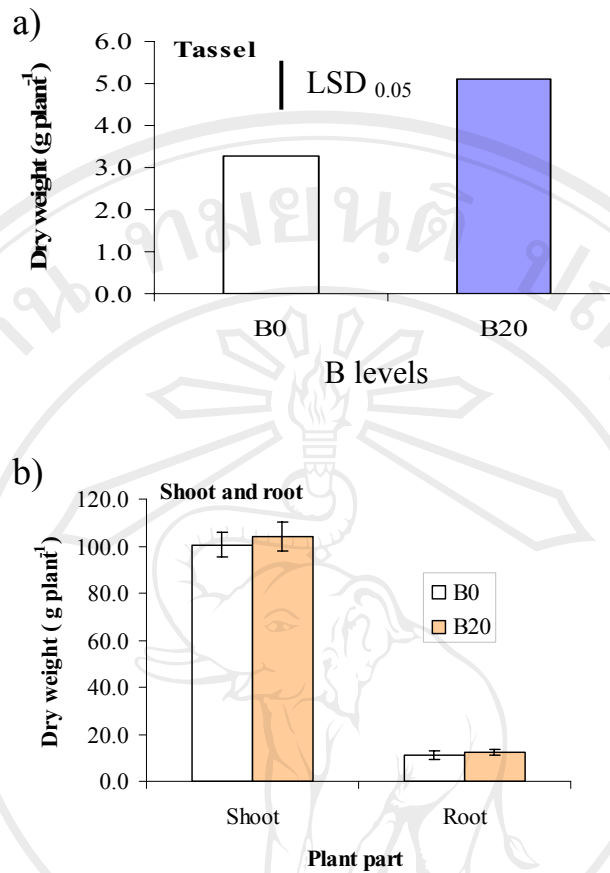 a)
Tassel
LSD 0.05
Dry weight (g plant-1)
6.0
5.0
4.0
3.0
2.0
1.0
0.0
B0 B20
B levels
b)
Shoot and root
Dry weight ( g plant-1)
120.0
100.0
80.0
60.0
40.0
20.0
0.0
B0
B20
Shoot Root
Plant part